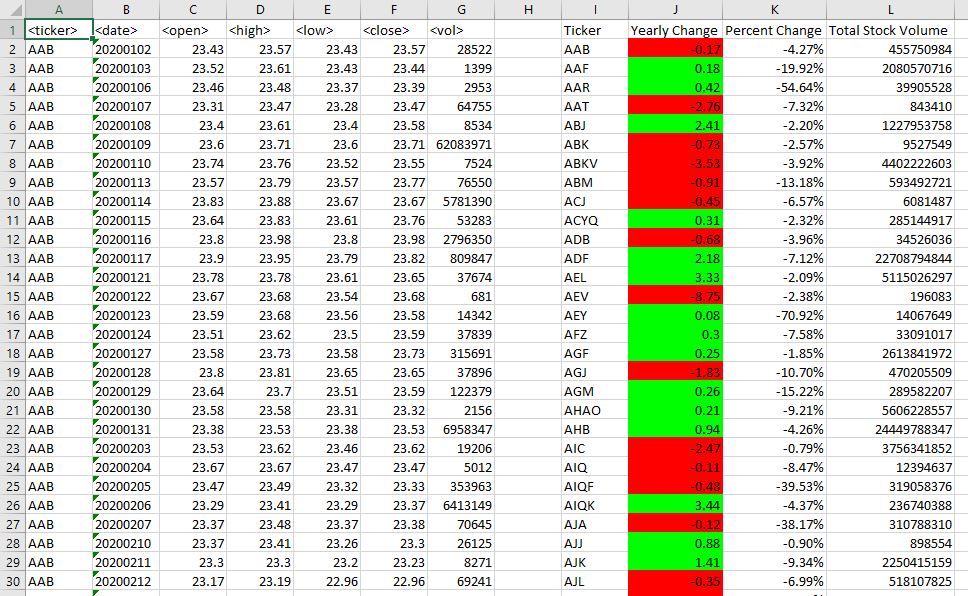 A B C D E F G H I J K L
1 <ticker> <date> <open> <high> <low> <close> <vol> Ticker Yearly Change Percent Change Total Stock Volume
2 AAB 20200102 23.43 23.57 23.43 23.57 28522 AAB -0.17 -4.27% 455750984
3 AAB 20200103 23.52 23.61 23.43 23.44 1399 AAF 0.18 -19.92% 2080570716
4 AAB 20200106 23.46 23.48 23.37 23.39 2953 AAR 0.42 -54.64% 39905528
5 AAB 20200107 23.31 23.47 23.28 23.47 64755 AAT -2.76 -7.32% 843410
6 AAB 20200108 23.4 23.61 23.4 23.58 8534 ABJ 2.41 -2.20% 1227953758
7 AAB 20200109 23.6 23.71 23.6 23.71 62083971 ABK -0.73 -2.57% 9527549
8 AAB 20200110 23.74 23.76 23.52 23.55 7524 ABKV -3.53 -3.92% 4402222603
9 AAB 20200113 23.57 23.79 23.57 23.77 76550 ABM -0.91 -13.18% 593492721
10 AAB 20200114 23.83 23.88 23.67 23.67 5781390 ACJ -0.45 -6.57% 6081487
11 AAB 20200115 23.64 23.83 23.61 23.76 53283 ACYQ 0.31 -2.32% 285144917
12 AAB 20200116 23.8 23.98 23.8 23.98 2796350 ADB -0.68 -3.96% 34526036
13 AAB 20200117 23.9 23.95 23.79 23.82 809847 ADF 2.18 -7.12% 22708794844
14 AAB 20200121 23.78 23.78 23.61 23.65 37674 AEL 3.33 -2.09% 5115026297
15 AAB 20200122 23.67 23.68 23.54 23.68 681 AEV -8.75 -2.38% 196083
16 AAB 20200123 23.59 23.68 23.56 23.58 14342 AEY 0.08 -70.92% 14067649
17 AAB 20200124 23.51 23.62 23.5 23.59 37839 AFZ 0.3 -7.58% 33091017
18 AAB 20200127 23.58 23.73 23.58 23.73 315691 AGF 0.25 -1.85% 2613841972
19 AAB 20200128 23.8 23.81 23.65 23.65 37896 AGJ -1.83 -10.70% 470205509
20 AAB 20200129 23.64 23.7 23.51 23.59 122379 AGM 0.26 -15.22% 289582207
21 AAB 20200130 23.58 23.58 23.31 23.32 2156 AHAO 0.21 -9.21% 5606228557
22 AAB 20200131 23.38 23.53 23.38 23.53 6958347 AHB 0.94 -4.26% 24449788347
23 AAB 20200203 23.53 23.62 23.46 23.62 19206 AIC -2.47 -0.79% 3756341852
24 AAB 20200204 23.67 23.67 23.47 23.47 5012 AIQ -0.11 -8.47% 12394637
25 AAB 20200205 23.47 23.49 23.32 23.33 353963 AIQF -0.48 -39.53% 319058376
26 AAB 20200206 23.29 23.41 23.29 23.37 6413149 AIQK 3.44 -4.37% 236740388
27 AAB 20200207 23.37 23.48 23.37 23.38 70645 AJA -0.12 -38.17% 310788310
28 AAB 20200210 23.37 23.41 23.26 23.3 26125 AJJ 0.88 -0.90% 898554
29 AAB 20200211 23.3 23.3 23.2 23.23 8271 AJK 1.41 -9.34% 2250415159
30 AAB 20200212 23.17 23.19 22.96 22.96 69241 AJL -0.35 -6.99% 518107825